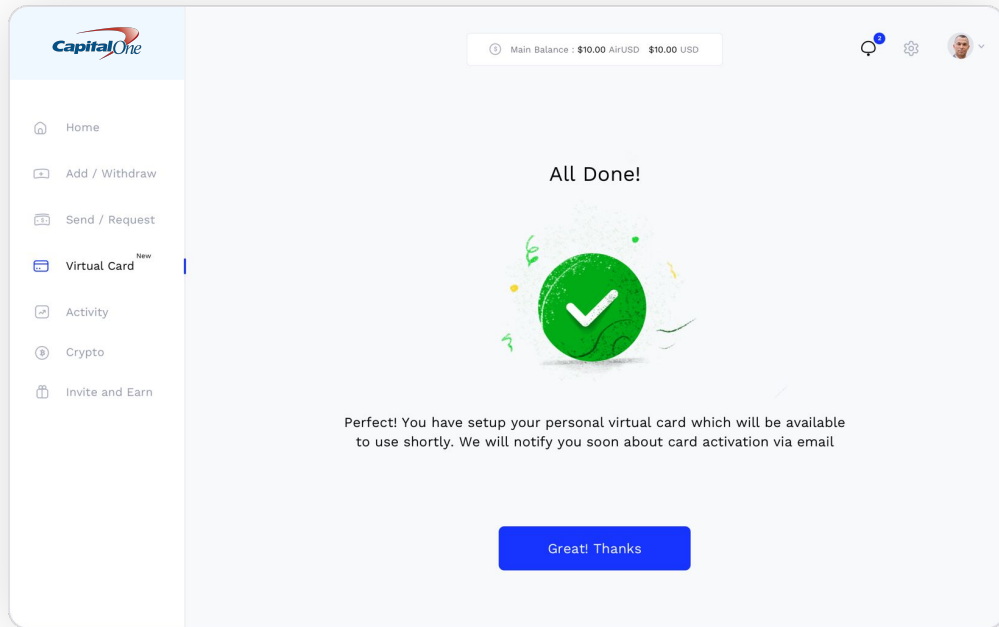 CapitalOne
Main Balance : $10.00 AirUSD $10.00 USD
2
Home
Add / Withdraw
Send / Request
Virtual Card New
Activity
Crypto
Invite and Earn
All Done!
Perfect! You have setup your personal virtual card which will be available
to use shortly. We will notify you soon about card activation via email
Great! Thanks